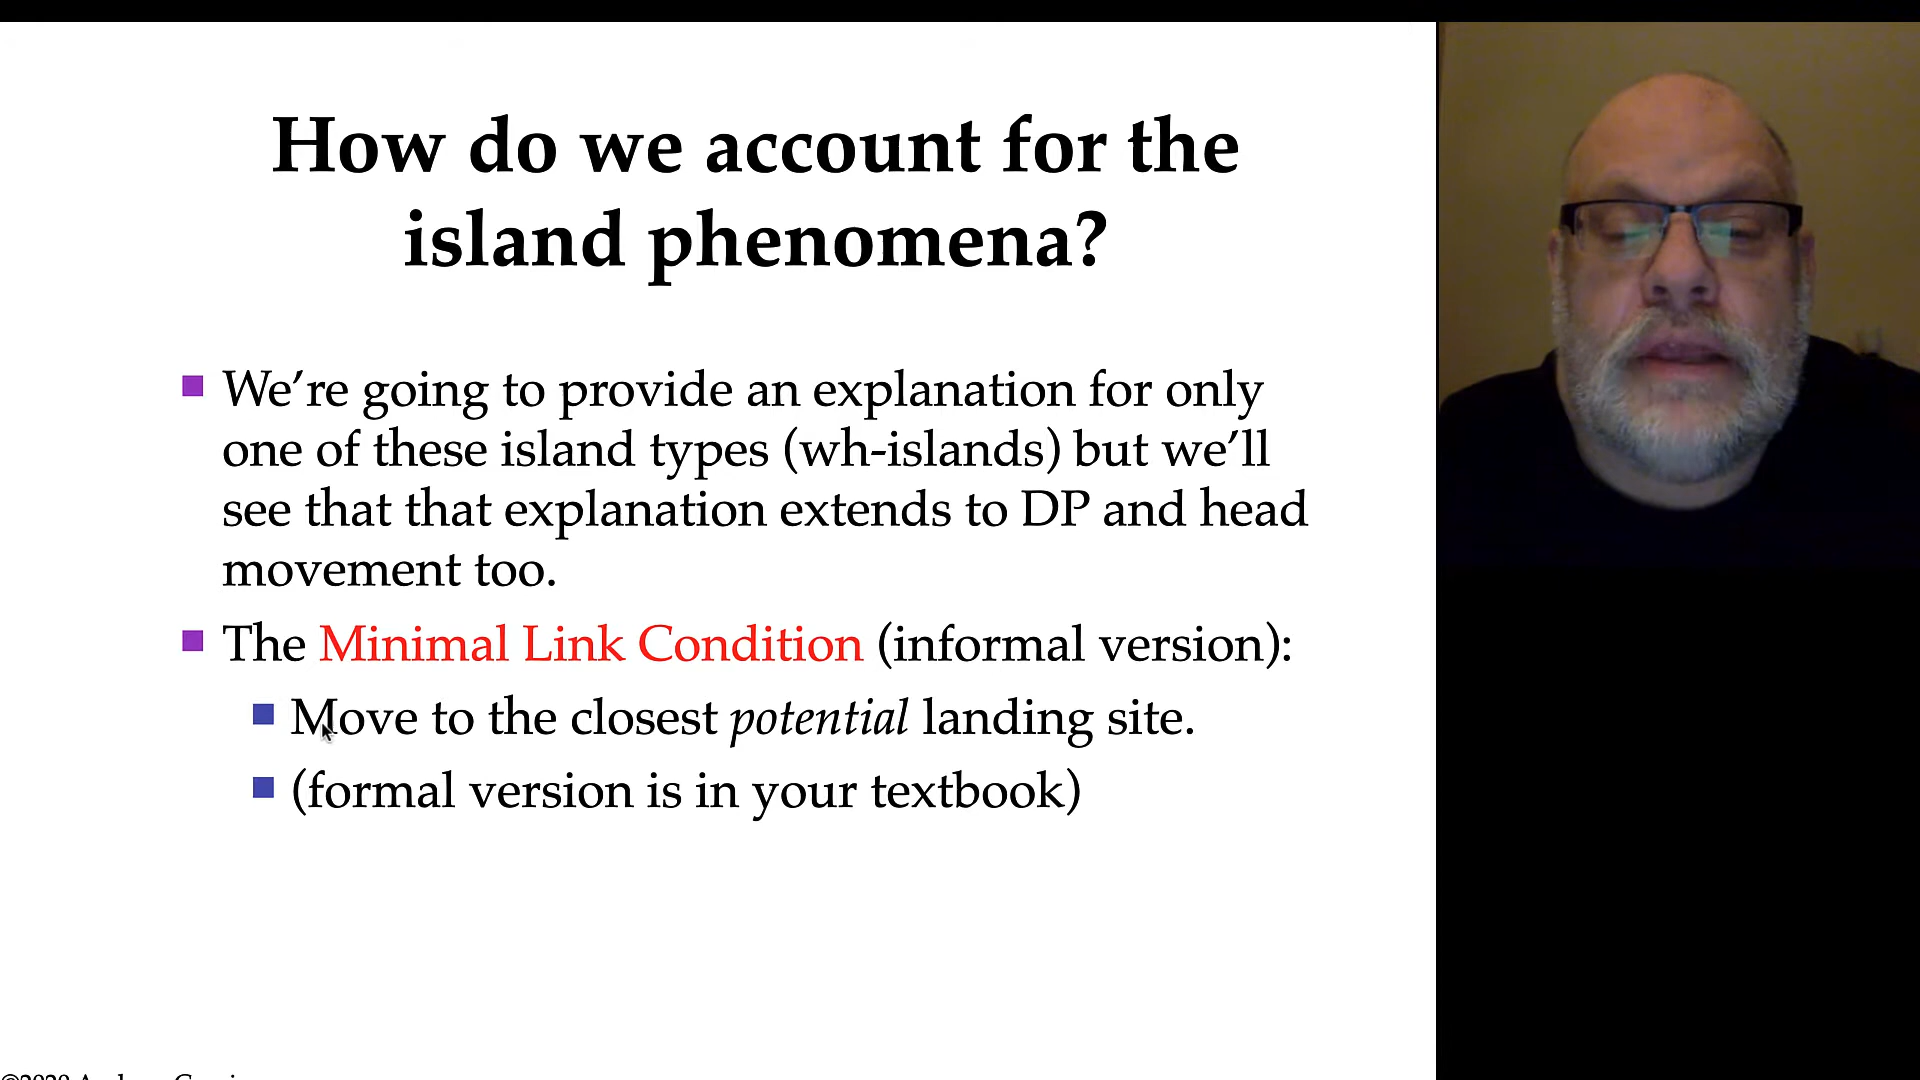 How do we account for the
island phenomena?
We're going to provide an explanation for only
one of these island types (wh-islands) but we'll
see that that explanation extends to DP and head
movement too.
The Minimal Link Condition (informal version):
Move to the closest potential landing site.
(formal version is in your textbook)
©2020